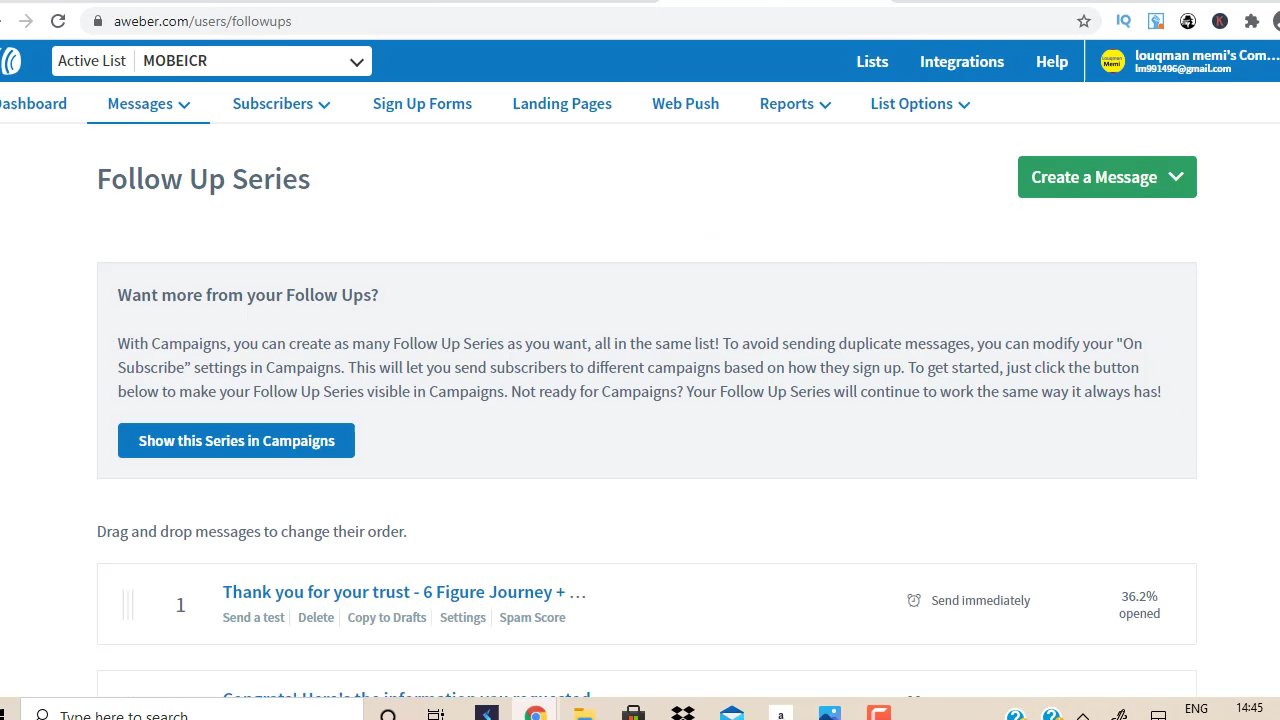 aweber.com/users/followups
IQ
K
Active List MOBEICR
Lists
Integrations
Help
louqman memi's Com...
lm991496@gmail.com
Dashboard
Messages
Subscribers
Sign Up Forms
Landing Pages
Web Push
Reports
List Options
Follow Up Series
Create a Message
Want more from your Follow Ups?
With Campaigns, you can create as many Follow Up Series as you want, all in the same list! To avoid sending duplicate messages, you can modify your "On
Subscribe” settings in Campaigns. This will let you send subscribers to different campaigns based on how they sign up. To get started, just click the button
below to make your Follow Up Series visible in Campaigns. Not ready for Campaigns? Your Follow Up Series will continue to work the same way it always has!
Show this Series in Campaigns
Drag and drop messages to change their order.
1
Thank you for your trust - 6 Figure Journey + ...
Send a test
Delete
Copy to Drafts
Settings
Spam Score
Send immediately
36.2%
opened
Congrats! Here's the information you requested
Type here to search
a
ENG
14:45